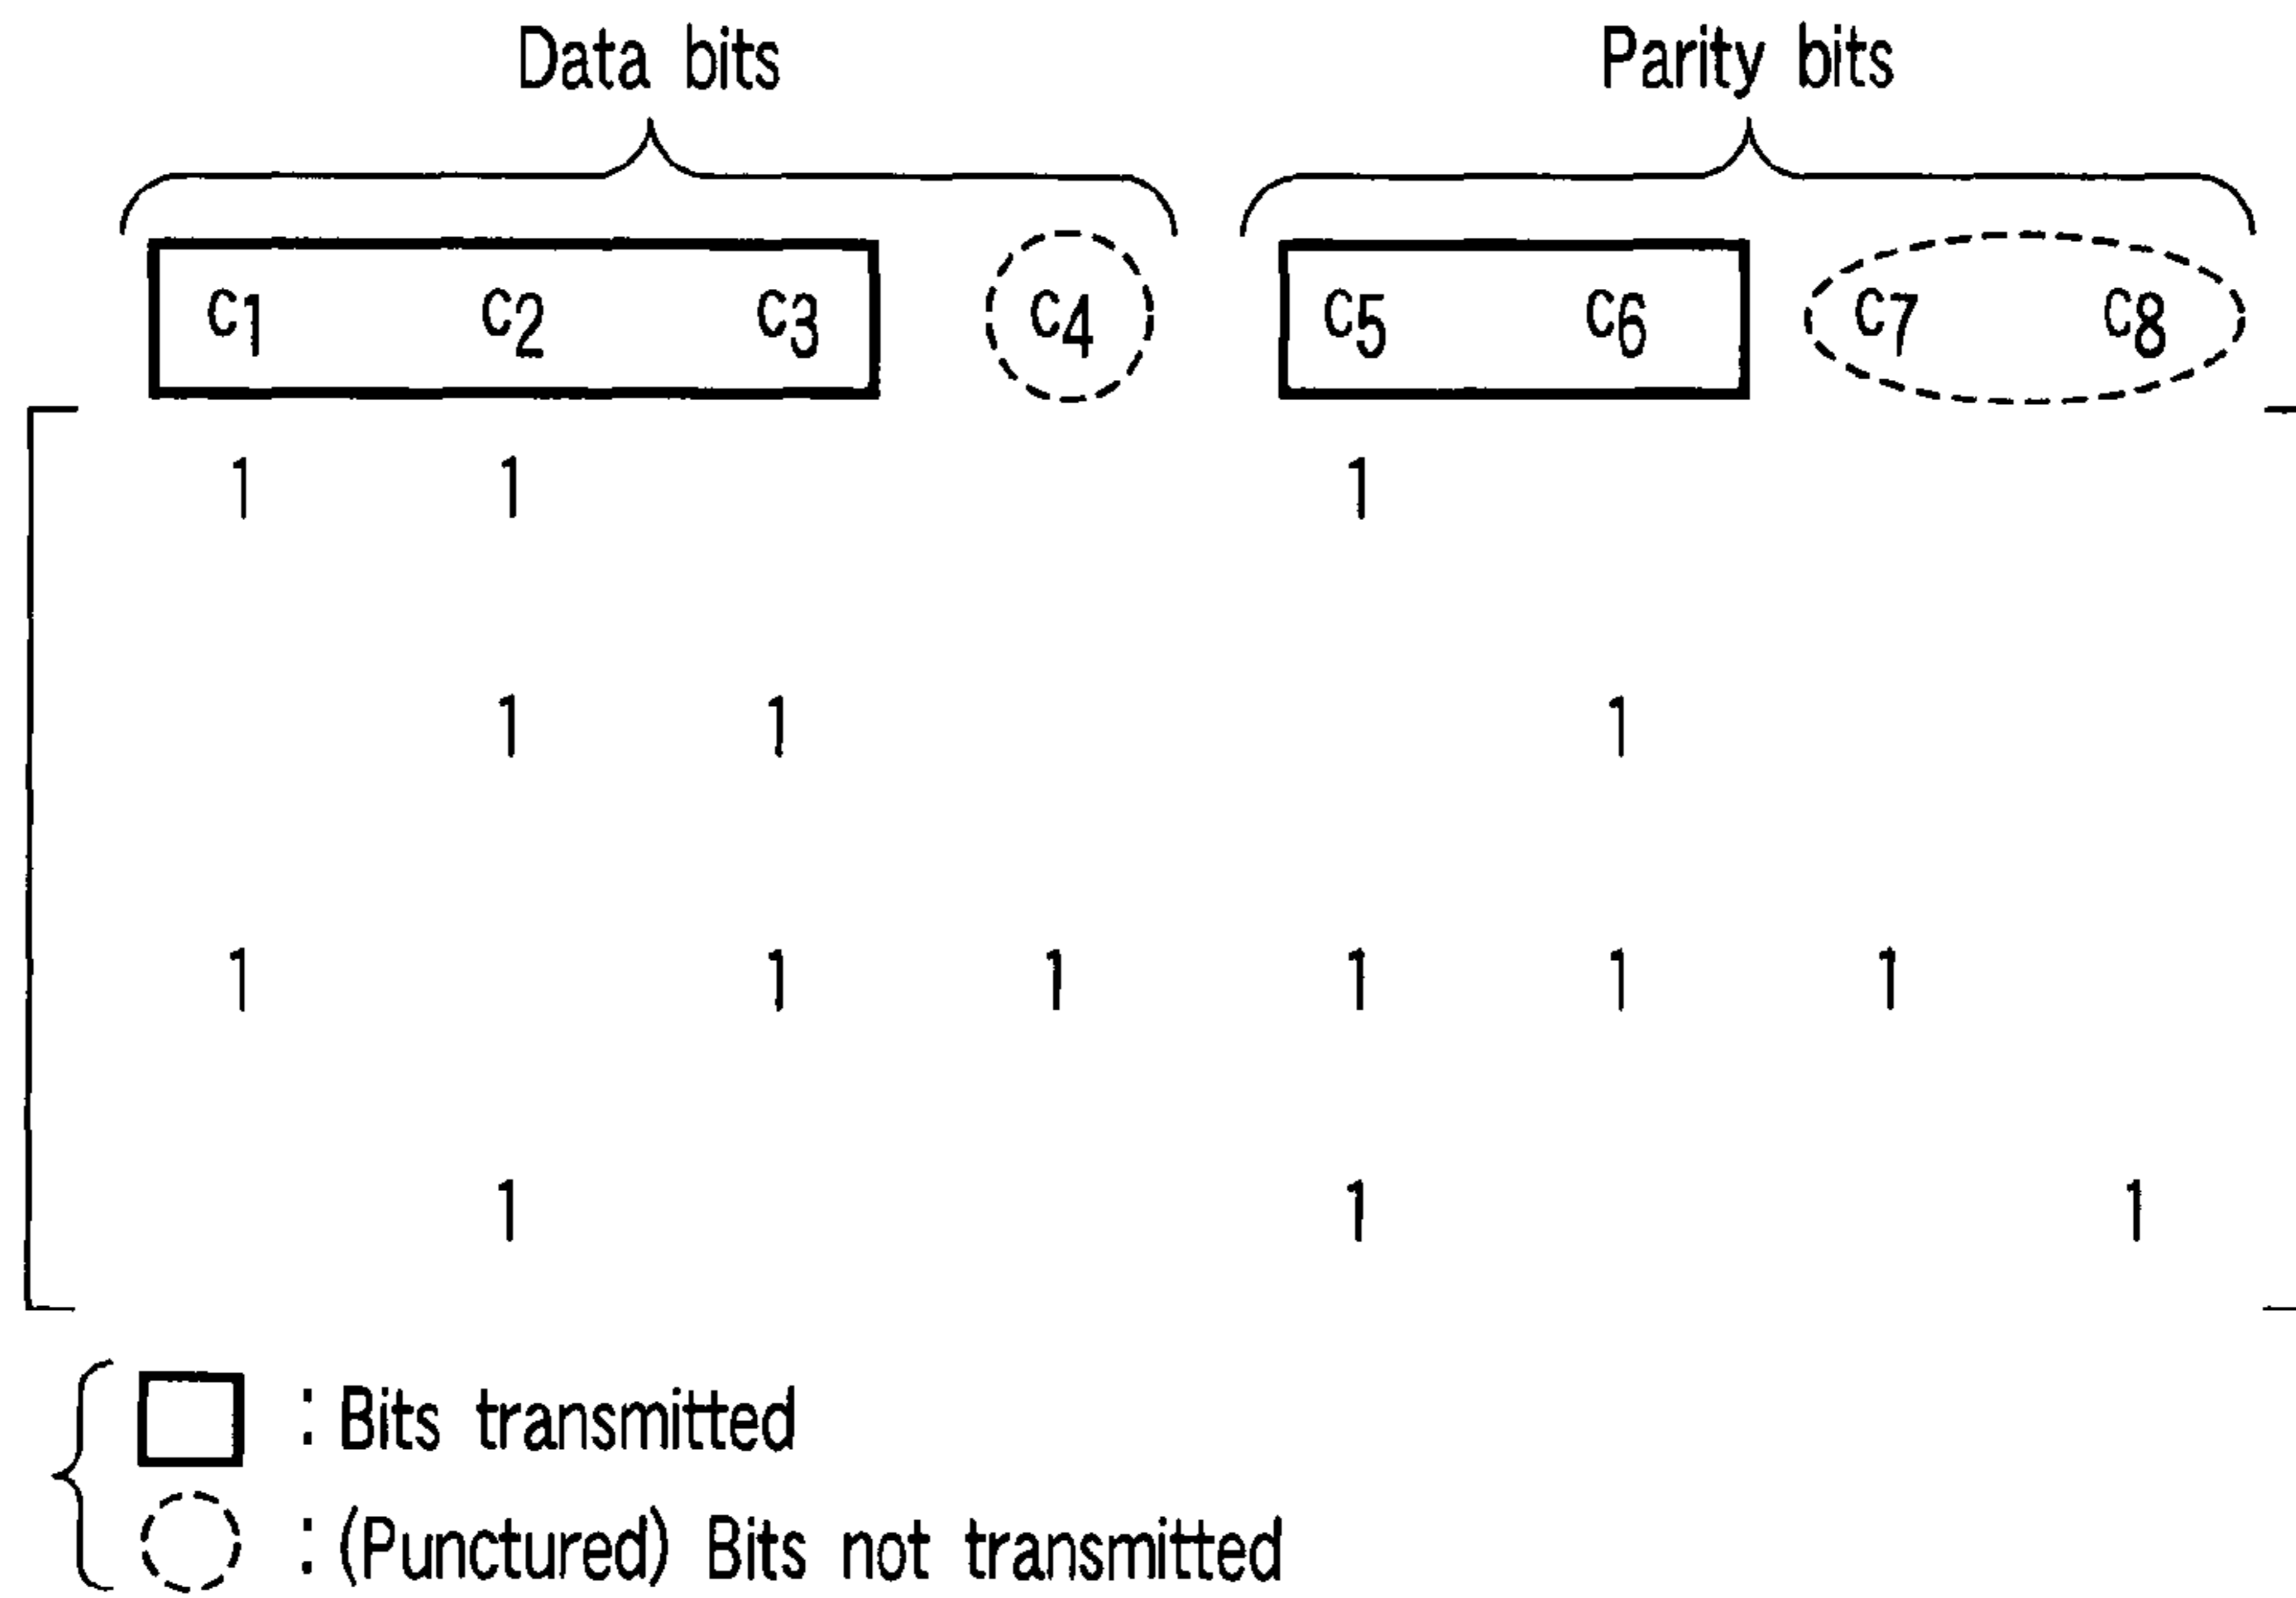 Data bits Parity bits
c1 c2 c3 c4 c5 c6 c7 c8
1 1 1
1 1 1
1 1 1 1 1 1
1 1 1
: Bits transmitted
: (Punctured) Bits not transmitted